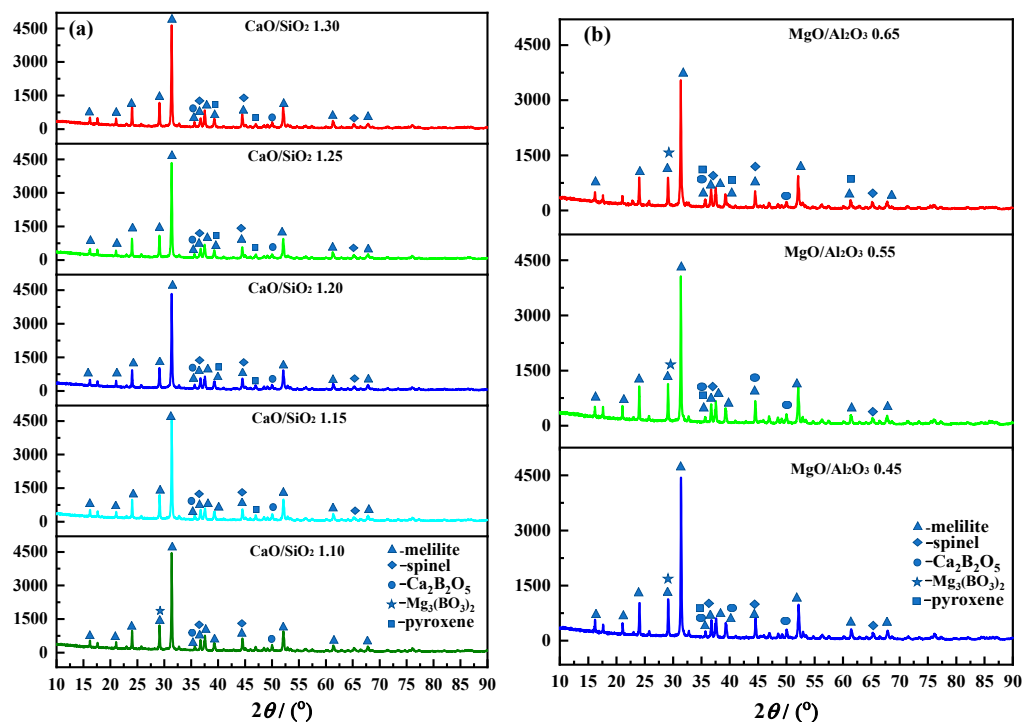 (a)
CaO/SiO₂ 1.30
4500
3000
1500
0
CaO/SiO₂ 1.25
4500
3000
1500
0
CaO/SiO₂ 1.20
4500
3000
1500
0
CaO/SiO₂ 1.15
4500
3000
1500
0
CaO/SiO₂ 1.10
4500
3000
1500
0
-melilite
-spinel
-Ca₂B₂O₅
-Mg₃(BO₃)₂
-pyroxene
10 15 20 25 30 35 40 45 50 55 60 65 70 75 80 85 90
2θ / (°)
(b)
MgO/Al₂O₃ 0.65
4500
3000
1500
0
MgO/Al₂O₃ 0.55
4500
3000
1500
0
MgO/Al₂O₃ 0.45
4500
3000
1500
0
-melilite
-spinel
-Ca₂B₂O₅
-Mg₃(BO₃)₂
-pyroxene
10 15 20 25 30 35 40 45 50 55 60 65 70 75 80 85 90
2θ / (°)